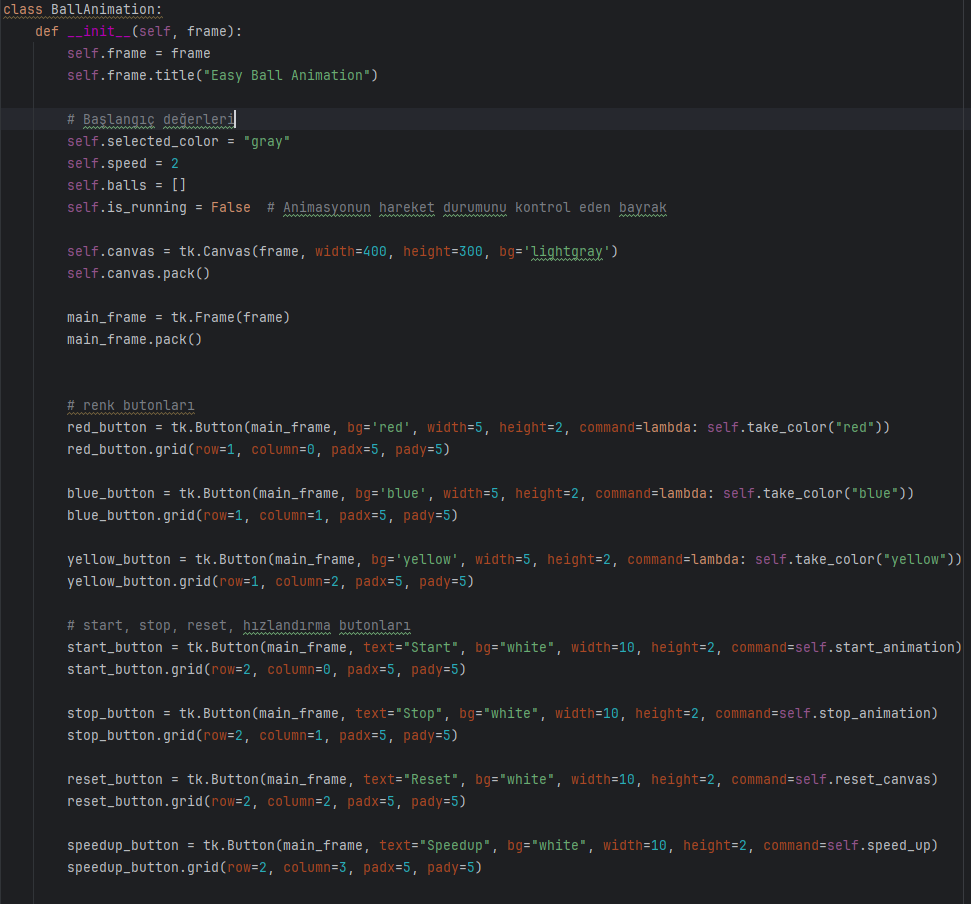 class BallAnimation:
    def __init__(self, frame):
        self.frame = frame
        self.frame.title("Easy Ball Animation")

        # Başlangıç değerleri
        self.selected_color = "gray"
        self.speed = 2
        self.balls = []
        self.is_running = False  # Animasyonun hareket durumunu kontrol eden bayrak

        self.canvas = tk.Canvas(frame, width=400, height=300, bg='lightgray')
        self.canvas.pack()

        main_frame = tk.Frame(frame)
        main_frame.pack()

        # renk butonları
        red_button = tk.Button(main_frame, bg='red', width=5, height=2, command=lambda: self.take_color("red"))
        red_button.grid(row=1, column=0, padx=5, pady=5)

        blue_button = tk.Button(main_frame, bg='blue', width=5, height=2, command=lambda: self.take_color("blue"))
        blue_button.grid(row=1, column=1, padx=5, pady=5)

        yellow_button = tk.Button(main_frame, bg='yellow', width=5, height=2, command=lambda: self.take_color("yellow"))
        yellow_button.grid(row=1, column=2, padx=5, pady=5)

        # start, stop, reset, hızlandırma butonları
        start_button = tk.Button(main_frame, text="Start", bg="white", width=10, height=2, command=self.start_animation)
        start_button.grid(row=2, column=0, padx=5, pady=5)

        stop_button = tk.Button(main_frame, text="Stop", bg="white", width=10, height=2, command=self.stop_animation)
        stop_button.grid(row=2, column=1, padx=5, pady=5)

        reset_button = tk.Button(main_frame, text="Reset", bg="white", width=10, height=2, command=self.reset_canvas)
        reset_button.grid(row=2, column=2, padx=5, pady=5)

        speedup_button = tk.Button(main_frame, text="Speedup", bg="white", width=10, height=2, command=self.speed_up)
        speedup_button.grid(row=2, column=3, padx=5, pady=5)